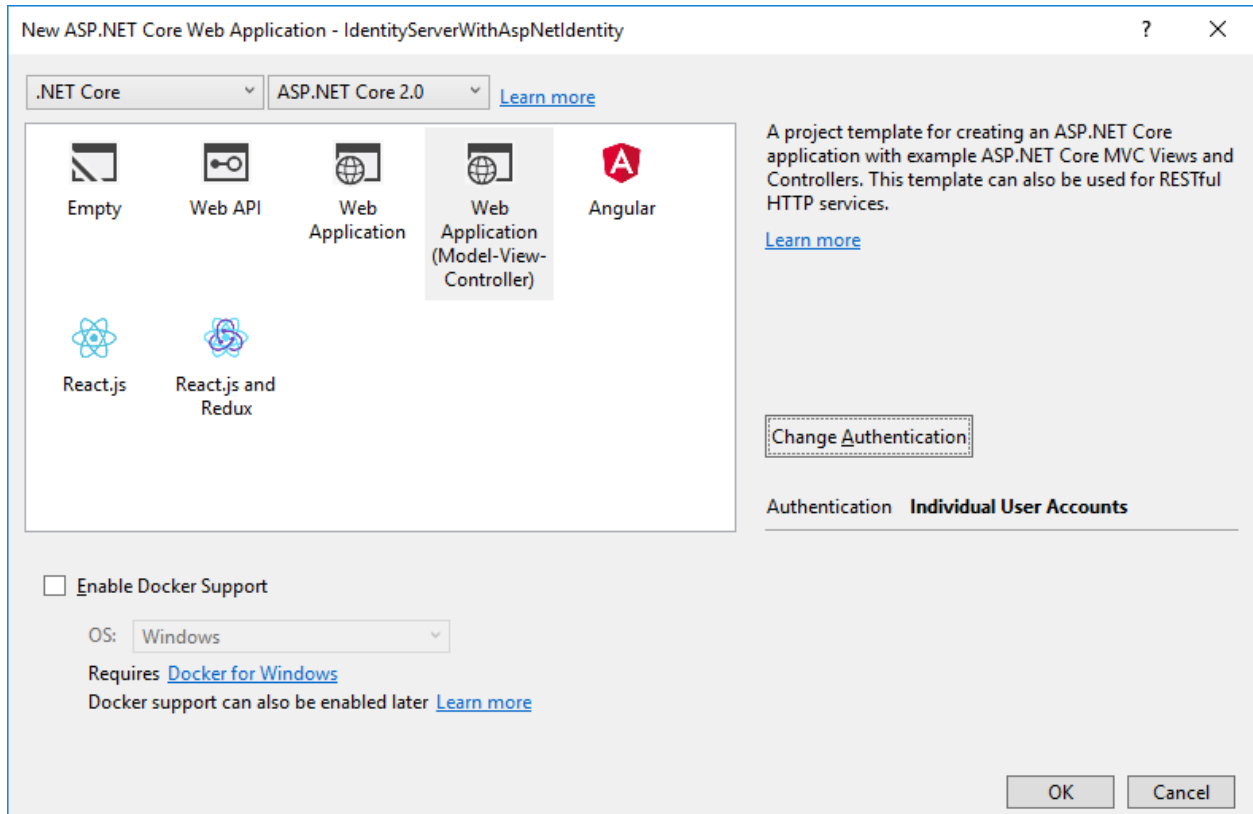 New ASP.NET Core Web Application - IdentityServerWithAspNetIdentity
?
.NET Core
ASP.NET Core 2.0
Learn more
Empty
Web API
Web
Application
Web
Application
(Model-View-
Controller)
Angular
React.js
React.js and
Redux
A project template for creating an ASP.NET Core
application with example ASP.NET Core MVC Views and
Controllers. This template can also be used for RESTful
HTTP services.
Learn more
Change Authentication
Authentication Individual User Accounts
Enable Docker Support
OS: Windows
Requires Docker for Windows
Docker support can also be enabled later Learn more
OK
Cancel